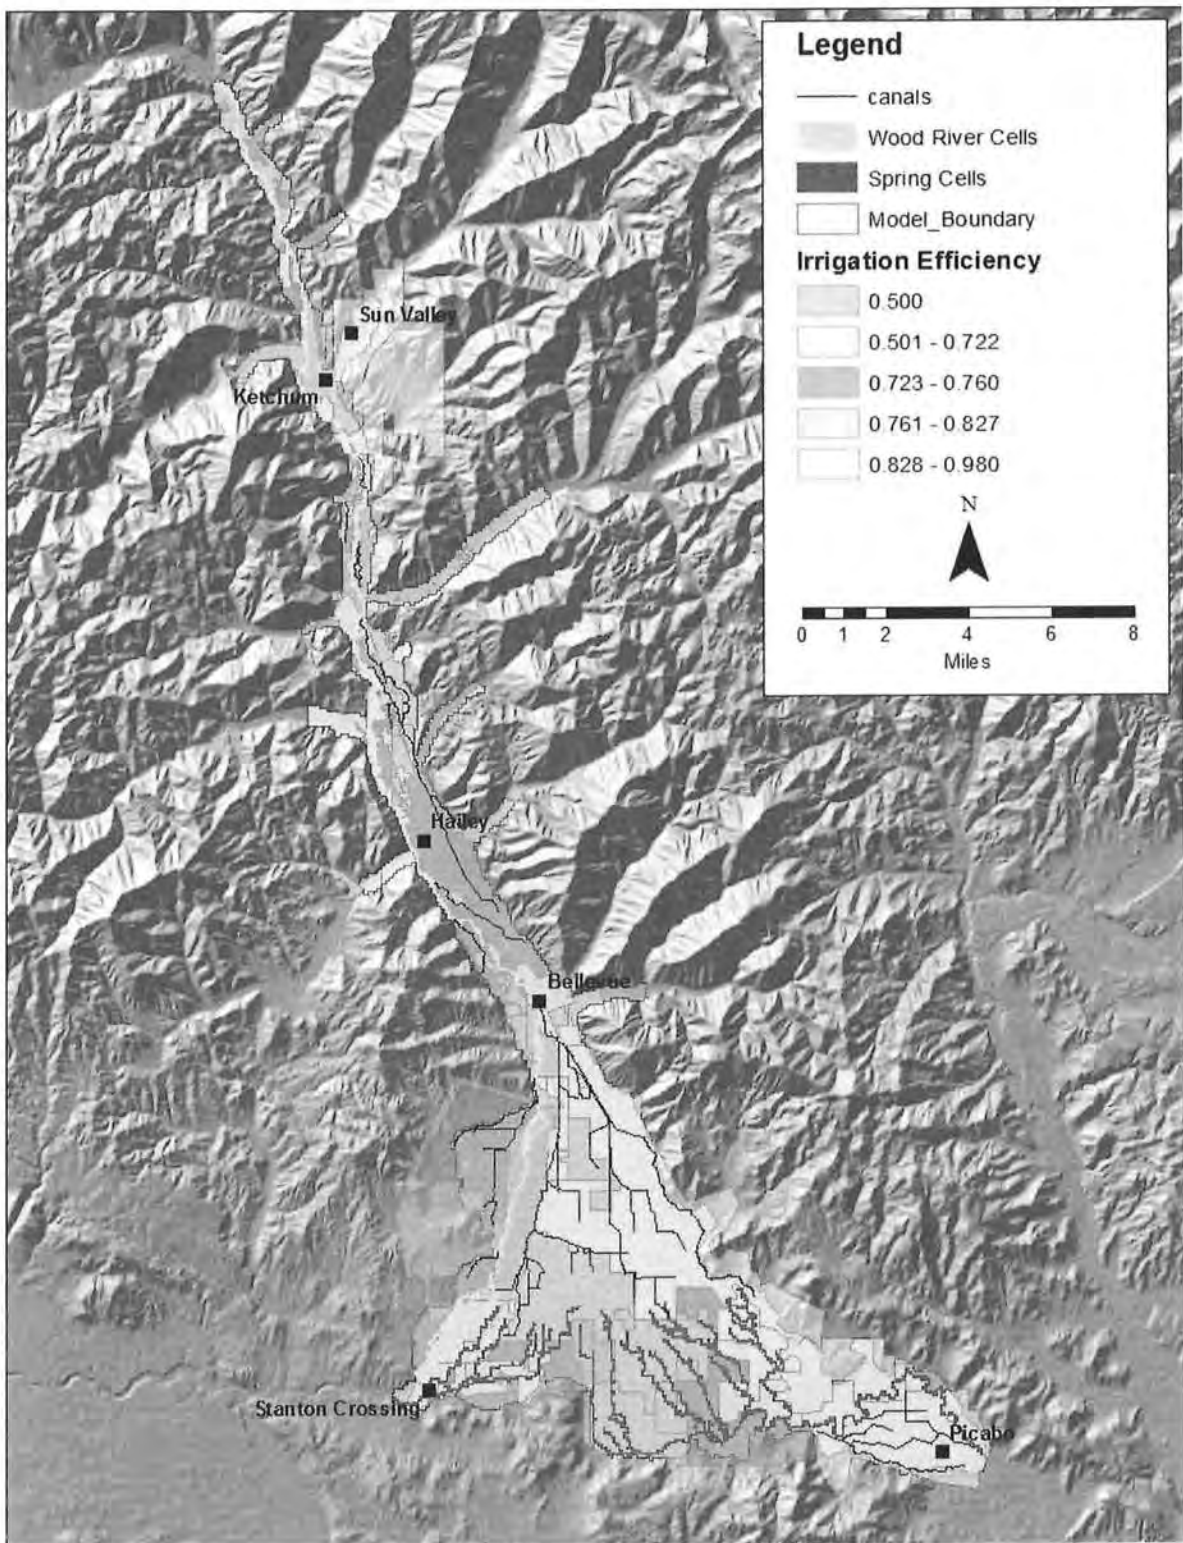 Legend
canals
Wood River Cells
Spring Cells
Model_Boundary
Irrigation Efficiency
0.500
0.501 - 0.722
0.723 - 0.760
0.761 - 0.827
0.828 - 0.980
N
0 1 2 4 6 8
Miles
Sun Valley
Ketchum
Hailey
Bellevue
Stanton Crossing
Picabo